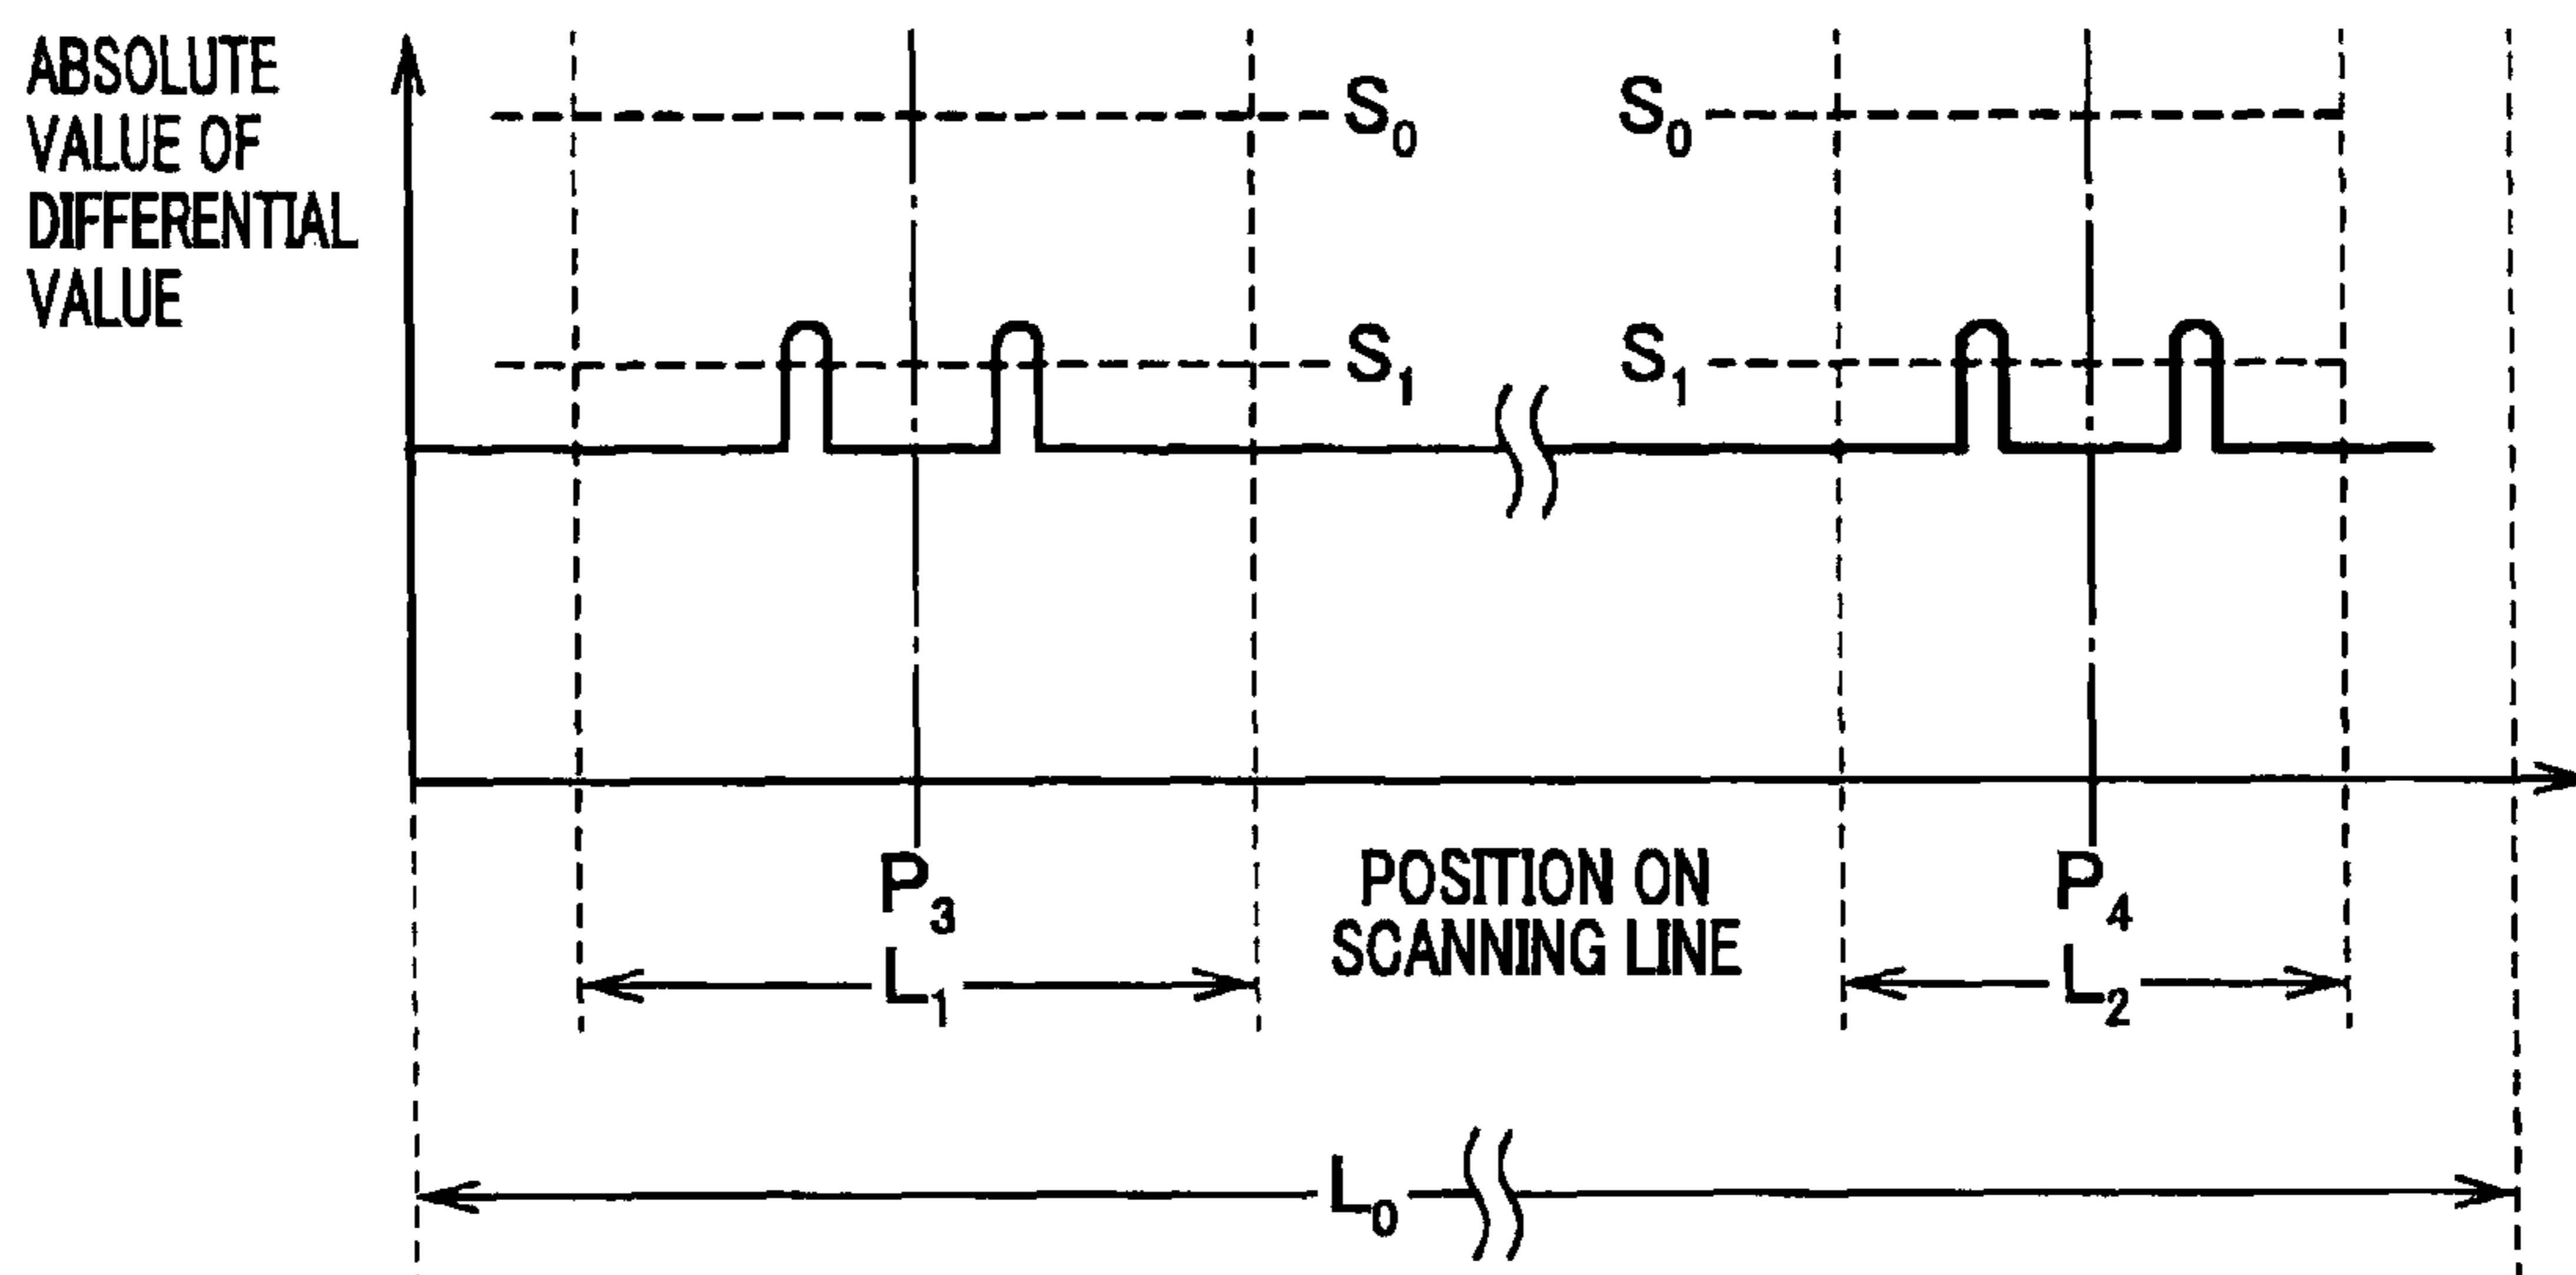 ABSOLUTE
VALUE OF
DIFFERENTIAL
VALUE
S₀ S₀
S₁ S₁
P₃ P₄
POSITION ON
SCANNING LINE
L₁ L₂
L₀